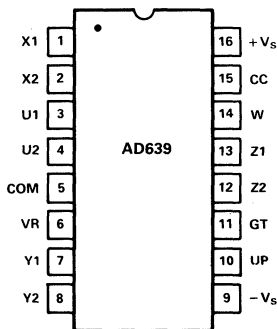 X1 1 16 +Vs
X2 2 15 CC
U1 3 14 W
U2 4 AD639 13 Z1
COM 5 12 Z2
VR 6 11 GT
Y1 7 10 UP
Y2 8 9 −Vs